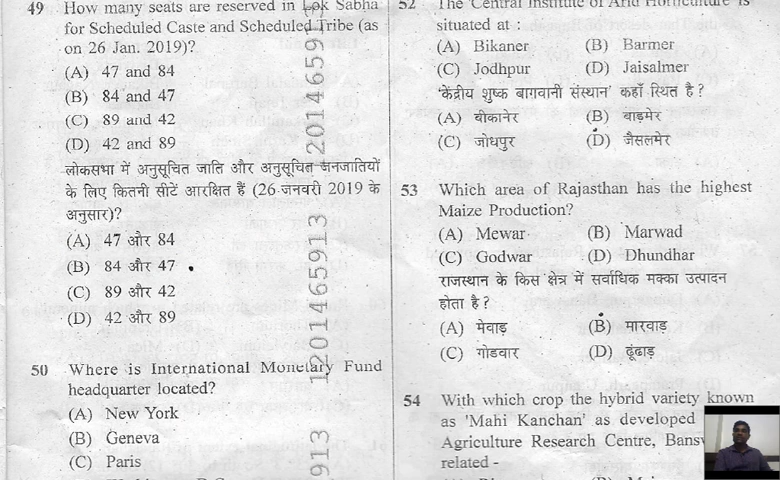 49 How many seats are reserved in Lok Sabha
for Scheduled Caste and Scheduled Tribe (as
on 26 Jan. 2019)?
(A) 47 and 84
(B) 84 and 47
(C) 89 and 42
(D) 42 and 89
लोकसभा में अनुसूचित जाति और अनुसूचित जनजातियों
के लिए कितनी सीटें आरक्षित हैं (26 जनवरी 2019 के
अनुसार)?
(A) 47 और 84
(B) 84 और 47
(C) 89 और 42
(D) 42 और 89
50 Where is International Monetary Fund
headquarter located?
(A) New York
(B) Geneva
(C) Paris
12014659
1201465913
913
52 The 'Central Institute of Arid Horticulture' is
situated at :
(A) Bikaner (B) Barmer
(C) Jodhpur (D) Jaisalmer
'केंद्रीय शुष्क बागवानी संस्थान' कहाँ स्थित है ?
(A) बीकानेर (B) बाड़मेर
(C) जोधपुर (D) जैसलमेर
53 Which area of Rajasthan has the highest
Maize Production?
(A) Mewar (B) Marwad
(C) Godwar (D) Dhundhar
राजस्थान के किस क्षेत्र में सर्वाधिक मक्का उत्पादन
होता है ?
(A) मेवाड़ (B) मारवाड़
(C) गोडवार (D) ढूंढाड़
54 With which crop the hybrid variety known
as 'Mahi Kanchan' as developed
Agriculture Research Centre, Bansw
related -